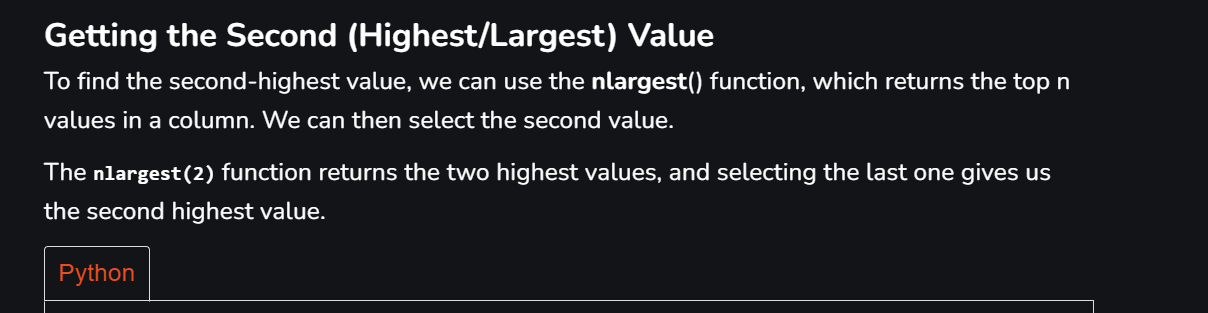 Getting the Second (Highest/Largest) Value
To find the second-highest value, we can use the nlargest() function, which returns the top n
values in a column. We can then select the second value.
The nlargest(2) function returns the two highest values, and selecting the last one gives us
the second highest value.
Python